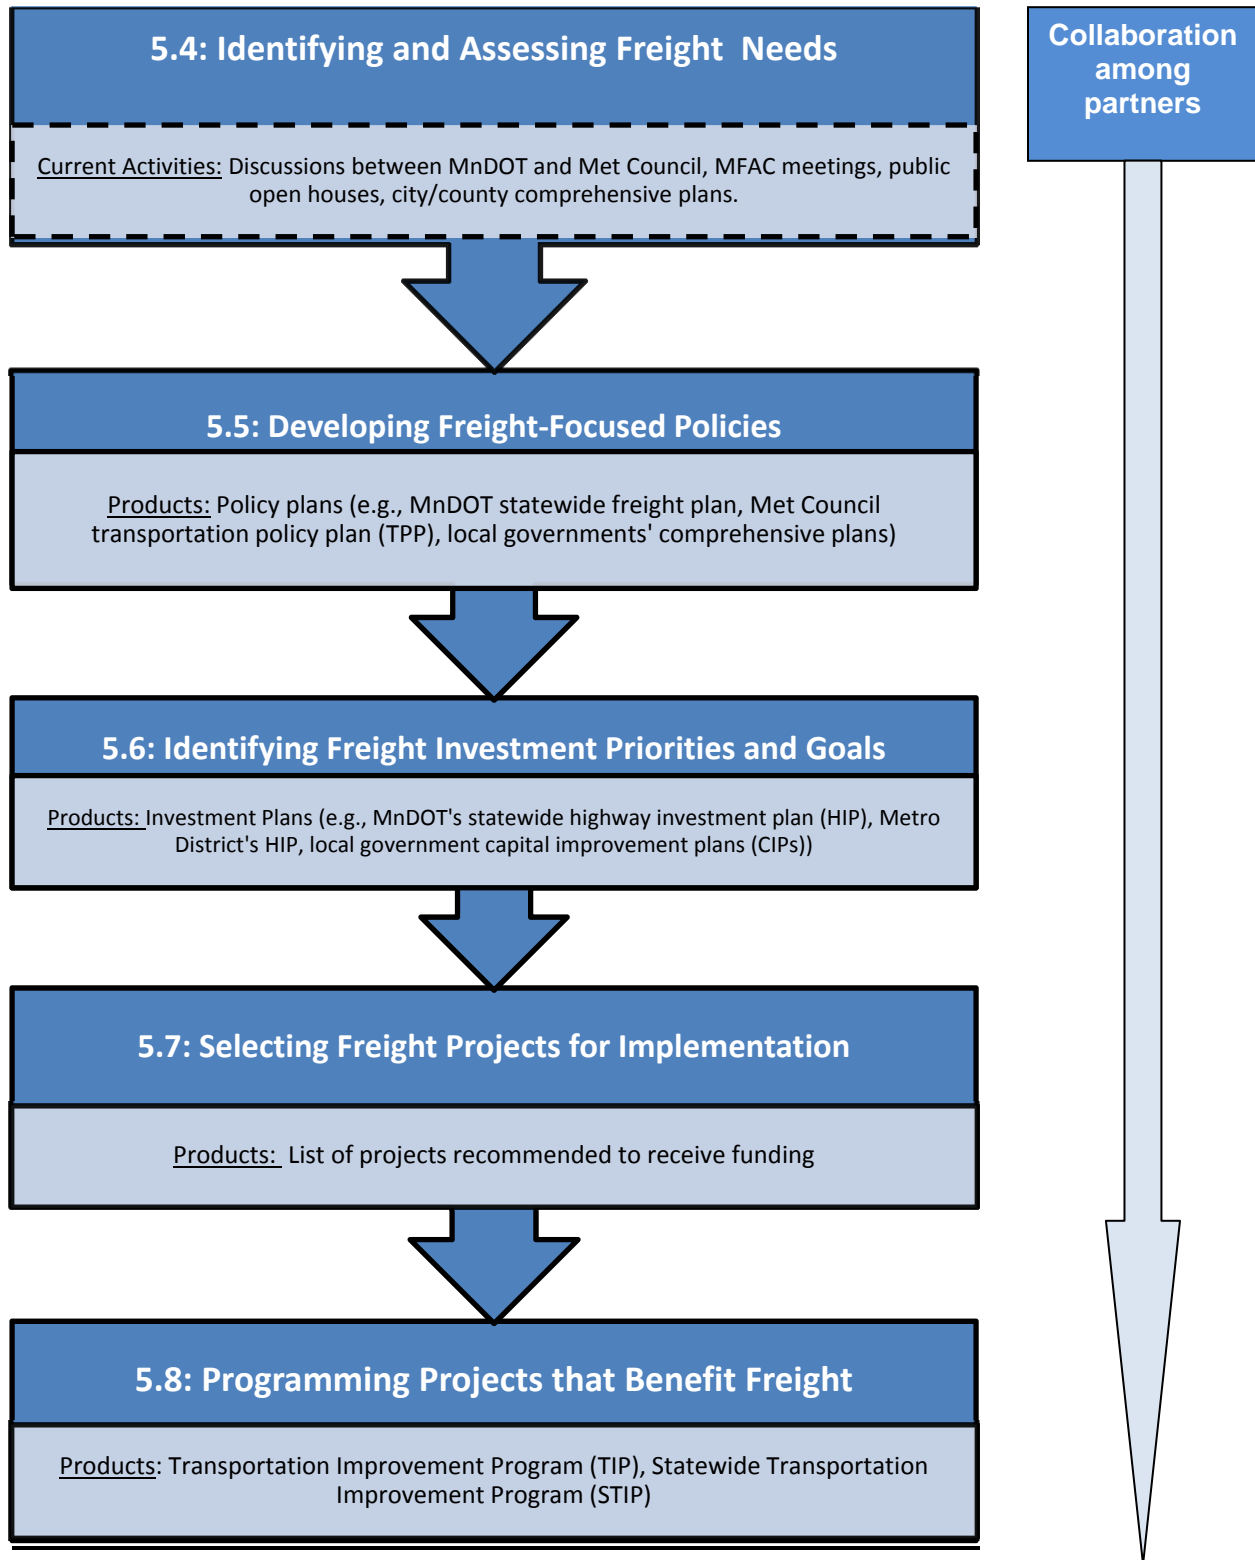 5.4: Identifying and Assessing Freight  Needs
Current Activities: Discussions between MnDOT and Met Council, MFAC meetings, public
open houses, city/county comprehensive plans.
Collaboration
among
partners
5.5: Developing Freight-Focused Policies
Products: Policy plans (e.g., MnDOT statewide freight plan, Met Council
transportation policy plan (TPP), local governments' comprehensive plans)
5.6: Identifying Freight Investment Priorities and Goals
Products: Investment Plans (e.g., MnDOT's statewide highway investment plan (HIP), Metro
District's HIP, local government capital improvement plans (CIPs))
5.7: Selecting Freight Projects for Implementation
Products:  List of projects recommended to receive funding
5.8: Programming Projects that Benefit Freight
Products: Transportation Improvement Program (TIP), Statewide Transportation
Improvement Program (STIP)